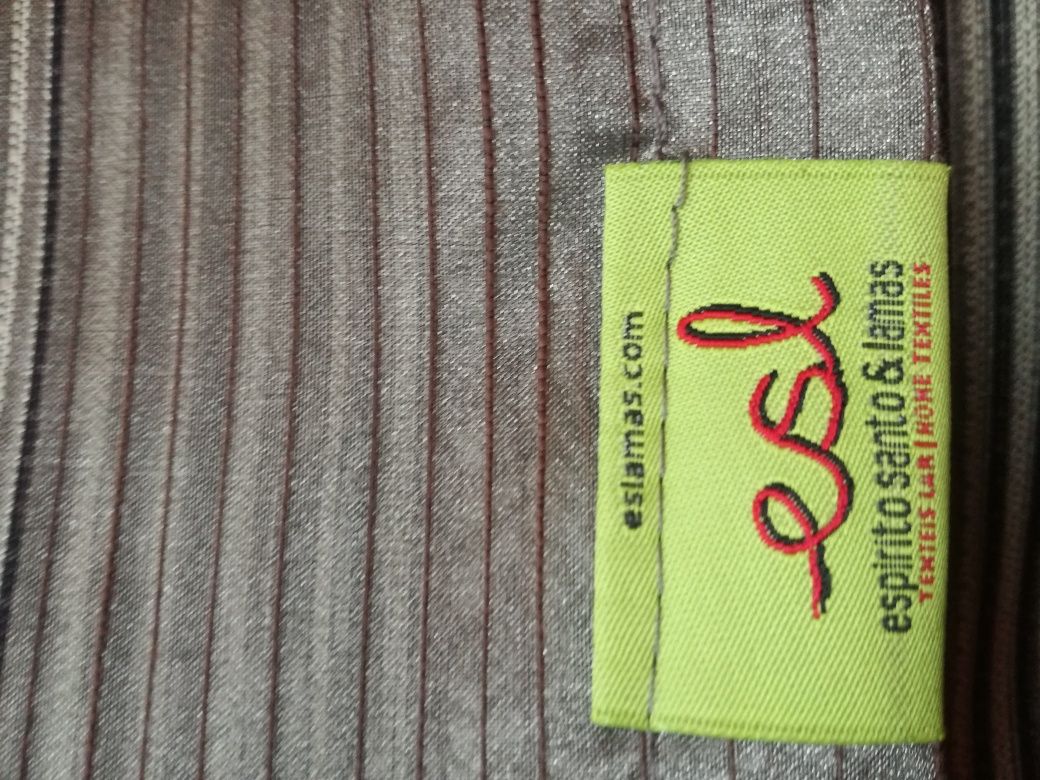 eslamas.com
esl
espirito santo & lamas
TEXTEIS LAR | HOME TEXTILES